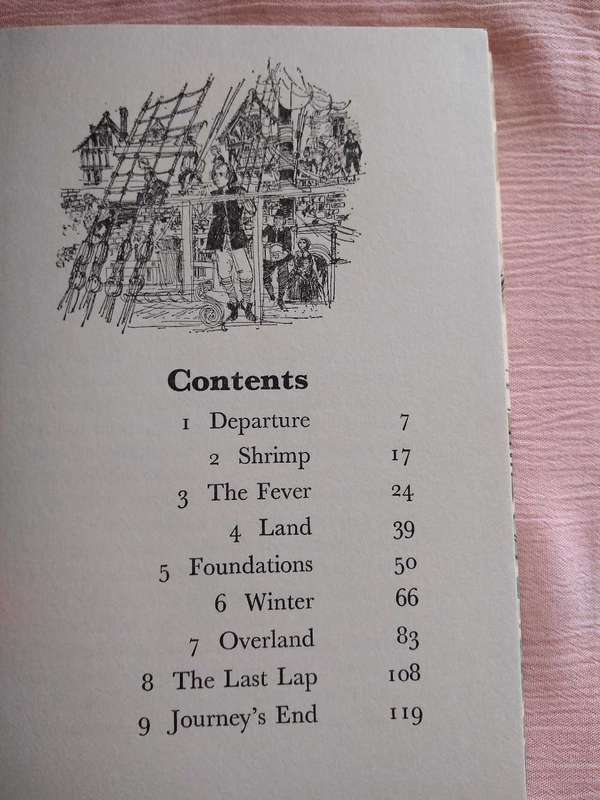 Contents
1 Departure 7
2 Shrimp 17
3 The Fever 24
4 Land 39
5 Foundations 50
6 Winter 66
7 Overland 83
8 The Last Lap 108
9 Journey's End 119